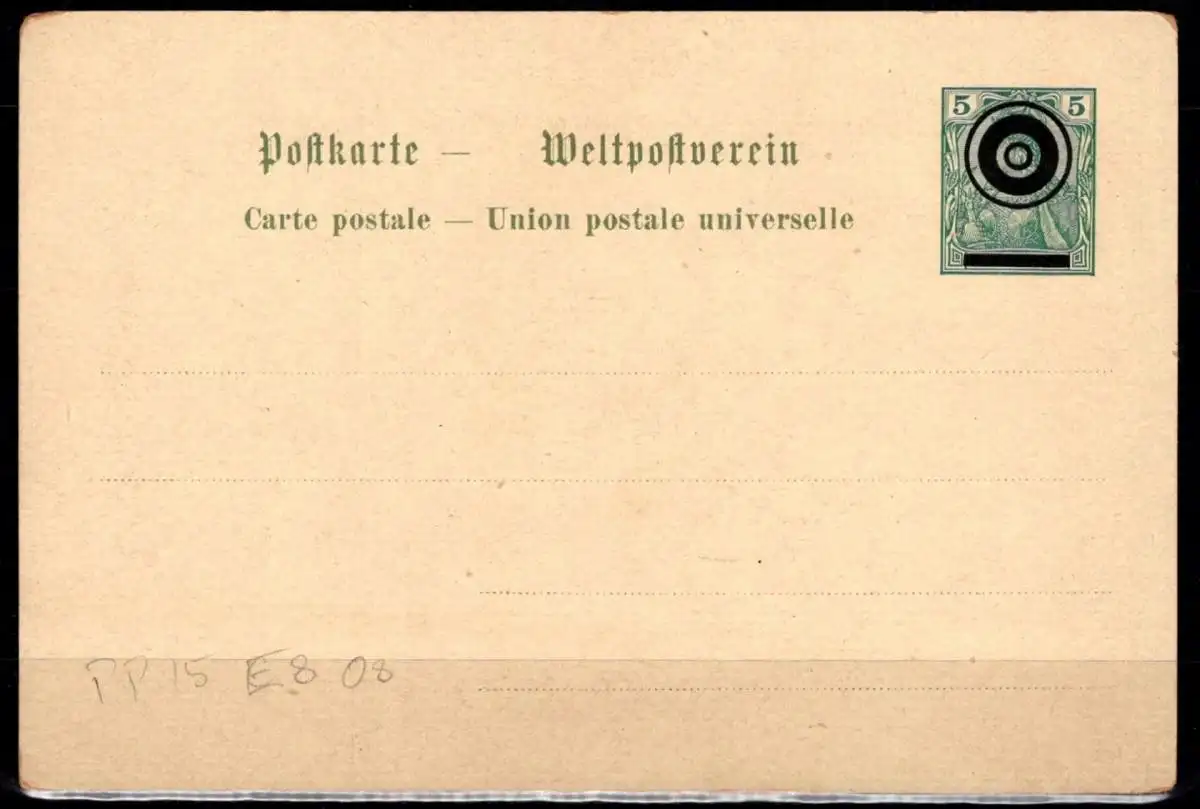 5 5
Postkarte — Weltpostverein
Carte postale — Union postale universelle
PP 15 E8 08